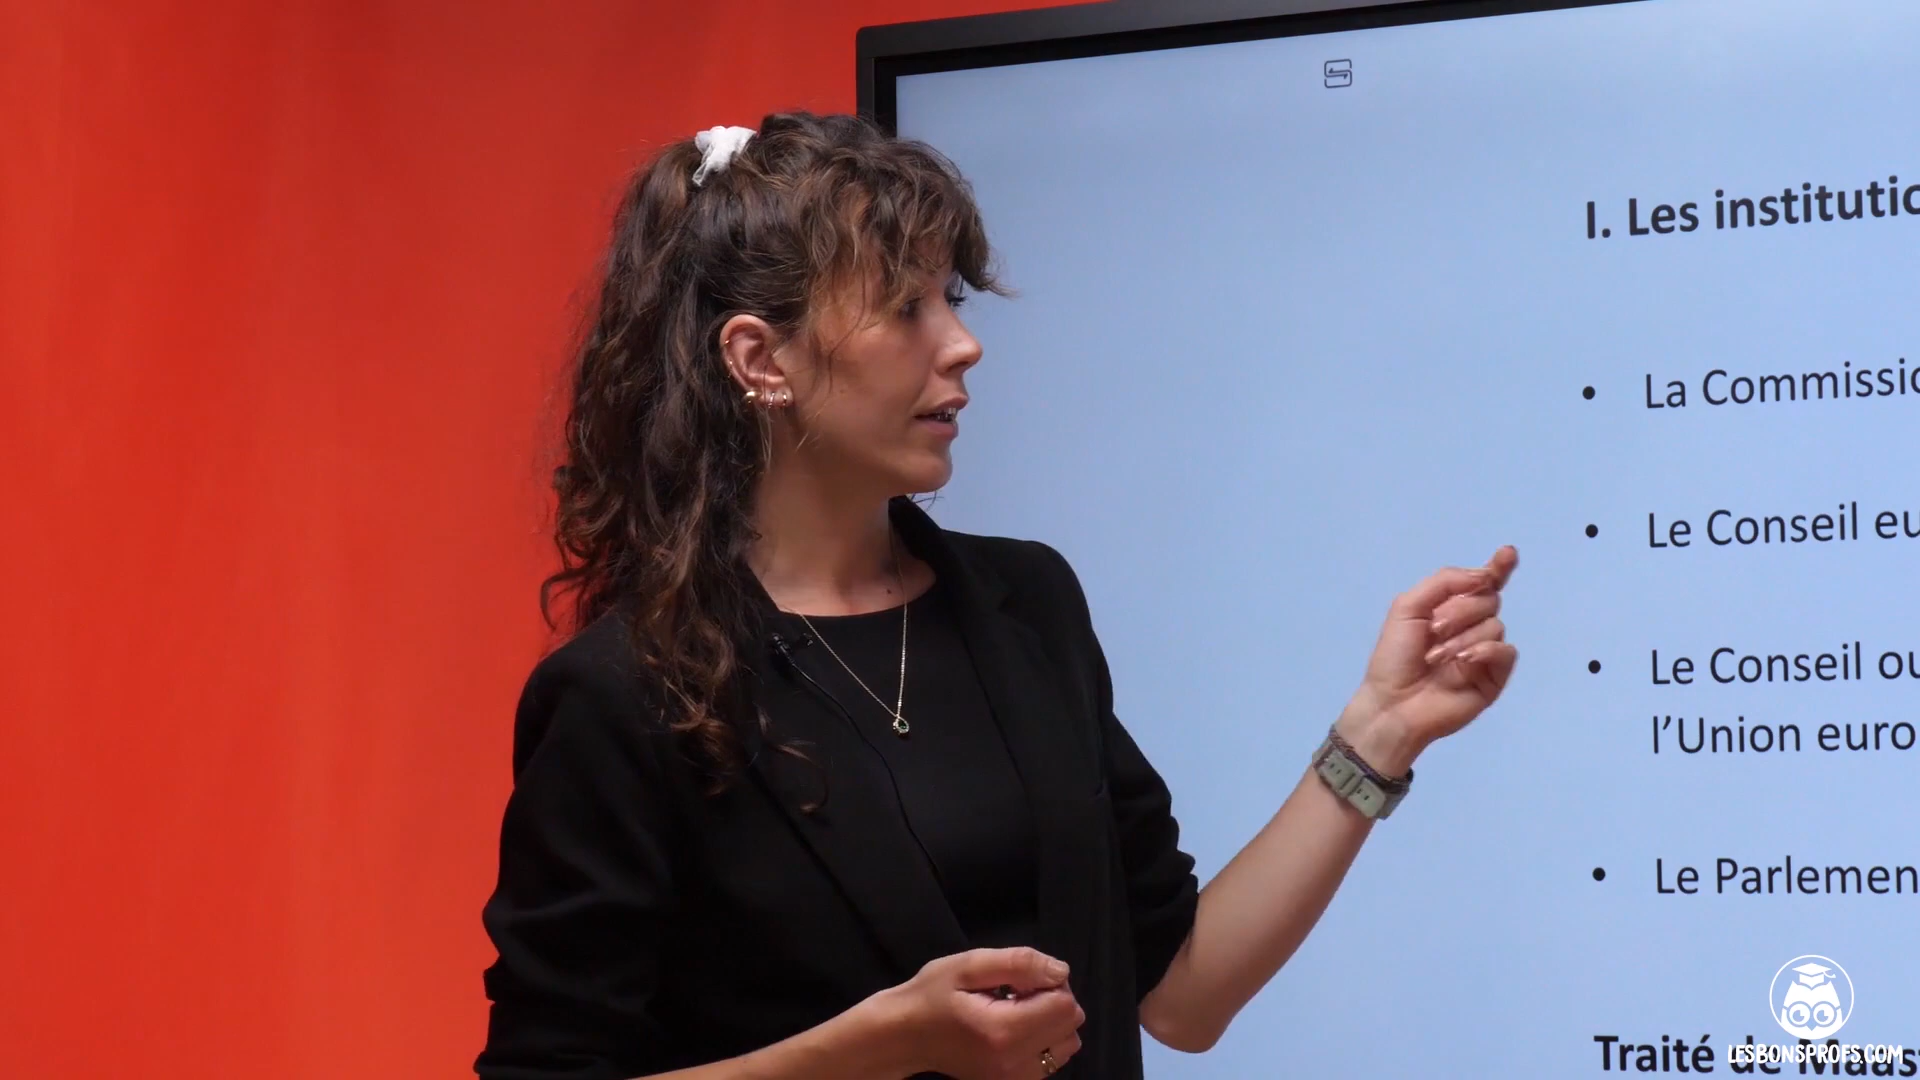 I. Les institutio
• La Commissio
• Le Conseil eu
• Le Conseil ou
l’Union euro
• Le Parlemen
Traité de Maas
LESBONSPROFS.COM